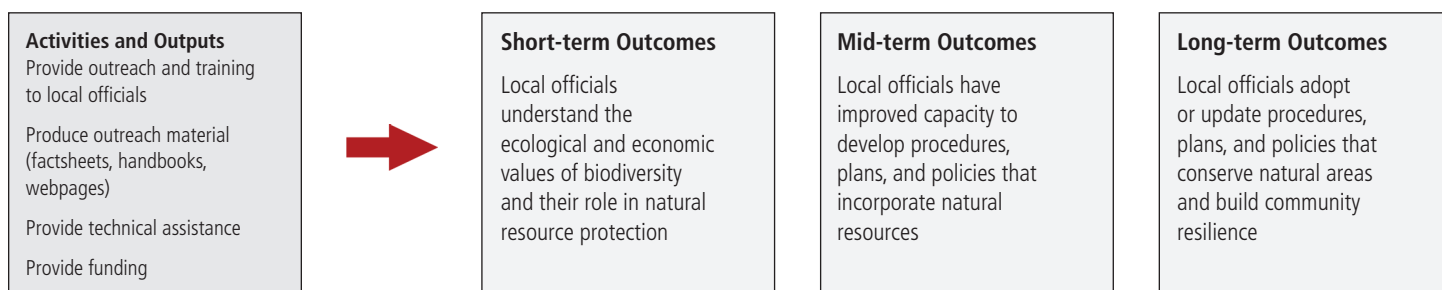 Activities and Outputs
Provide outreach and training
to local officials
Produce outreach material
(factsheets, handbooks,
webpages)
Provide technical assistance
Provide funding
Short-term Outcomes
Local officials
understand the
ecological and economic
values of biodiversity
and their role in natural
resource protection
Mid-term Outcomes
Local officials have
improved capacity to
develop procedures,
plans, and policies that
incorporate natural
resources
Long-term Outcomes
Local officials adopt
or update procedures,
plans, and policies that
conserve natural areas
and build community
resilience